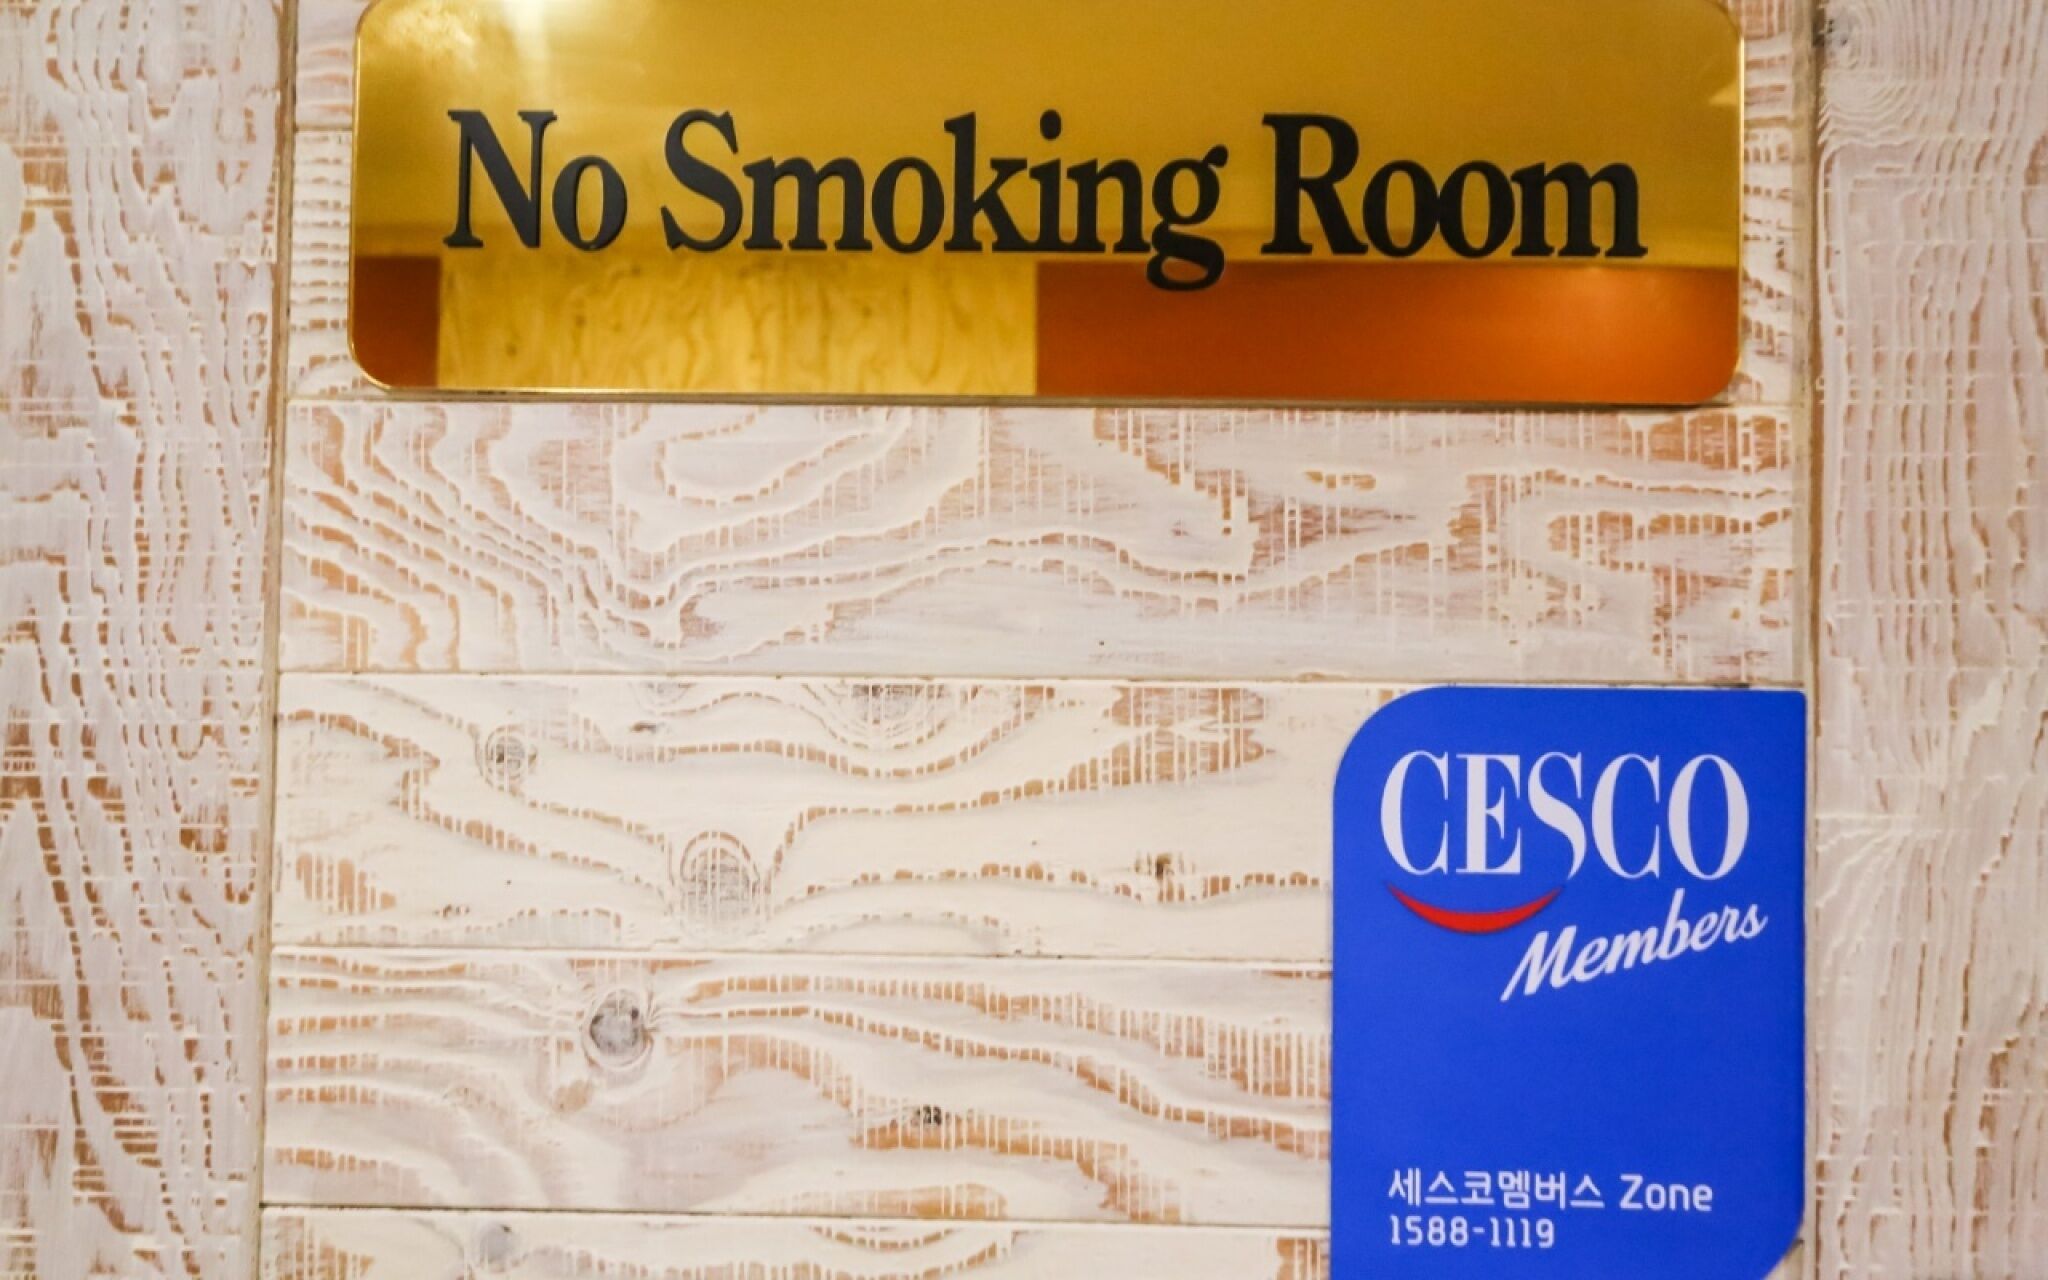 No Smoking Room
CESCO
Members
세스코멤버스 Zone
1588-1119